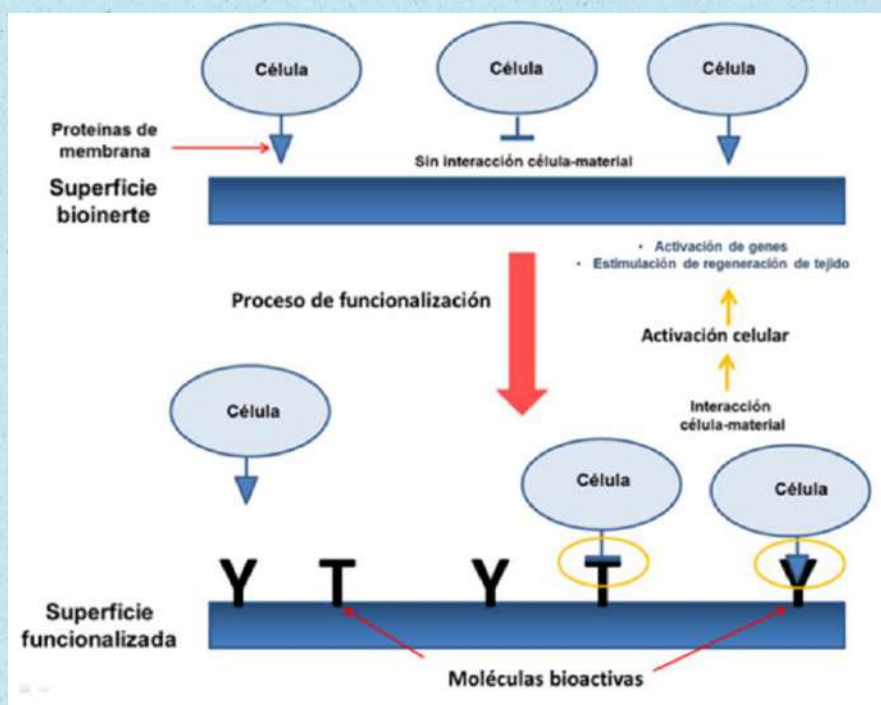 Célula
Célula
Célula
Proteinas de
membrana
Sin interacción célula-material
Superficie
bioinerte
• Activación de genes
• Estimulación de regeneración de tejido
Proceso de funcionalización
Activación celular
Célula
Interacción
célula-material
Célula
Célula
Y T Y T Y
Superficie
funcionalizada
Moléculas bioactivas